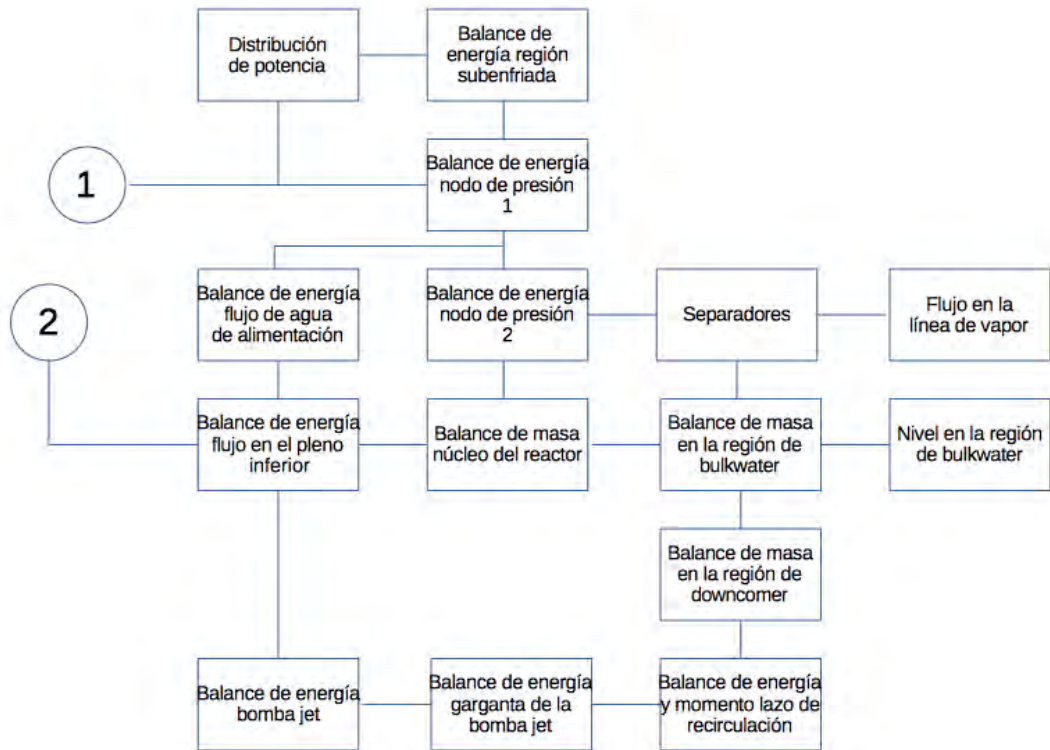 Distribución
de potencia
Balance de
energía región
subenfriada
1
Balance de energía
nodo de presión
1
2
Balance de energía
flujo de agua
de alimentación
Balance de energía
nodo de presión
2
Separadores
Flujo en la
línea de vapor
Balance de energía
flujo en el pleno
inferior
Balance de masa
núcleo del reactor
Balance de masa
en la región de
bulkwater
Nivel en la región
de bulkwater
Balance de masa
en la región de
downcomer
Balance de energía
bomba jet
Balance de energía
garganta de la
bomba jet
Balance de energía
y momento lazo de
recirculación